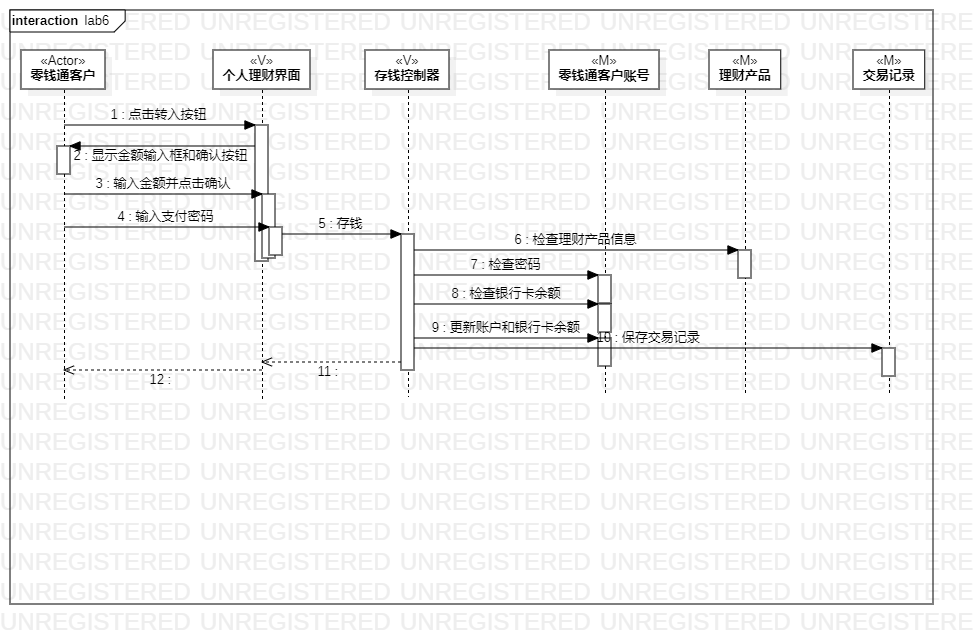 interaction lab6
«Actor»
零钱通客户
«V»
个人理财界面
«V»
存钱控制器
«M»
零钱通客户账号
«M»
理财产品
«M»
交易记录
1 : 点击转入按钮
2 : 显示金额输入框和确认按钮
3 : 输入金额并点击确认
4 : 输入支付密码
5 : 存钱
6 : 检查理财产品信息
7 : 检查密码
8 : 检查银行卡余额
9 : 更新账户和银行卡余额
10 : 保存交易记录
11 :
12 :
UNREGISTERED